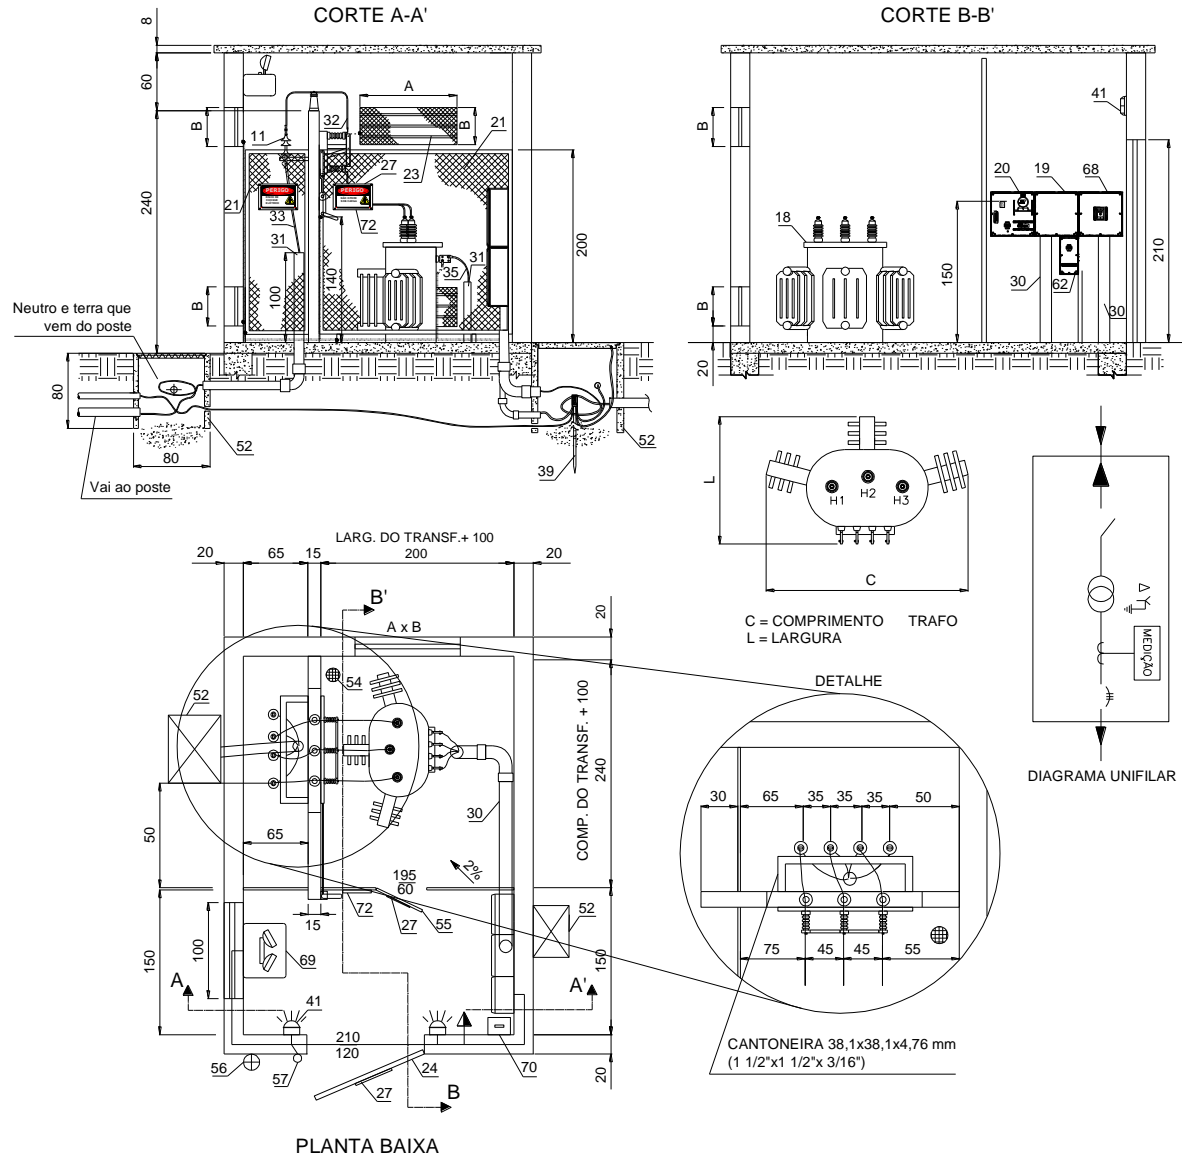 CORTE A-A'
8
60
240
A
B
B
11
32
21
23
27
PERIGO
PERIGO
21
33
72
31
100
140
35
31
200
B
Neutro e terra que
vem do poste
80
80
52
Vai ao poste
39
52
CORTE B-B'
B
B
20
41
20
19
68
18
150
30
62
30
210
L
H1
H2
H3
C
C = COMPRIMENTO TRAFO
L = LARGURA
MEDIÇÃO
DIAGRAMA UNIFILAR
LARG. DO TRANSF.+ 100
20
65
15
200
20
B'
A x B
20
52
54
COMP. DO TRANSF. + 100
240
30
50
65
2%
195
60
72
27
55
52
15
150
100
69
150
A
A'
41
210
120
56
57
24
70
20
27
B
PLANTA BAIXA
DETALHE
30
65
35
35
35
50
75
45
45
55
CANTONEIRA 38,1x38,1x4,76 mm
(1 1/2"x1 1/2"x 3/16")